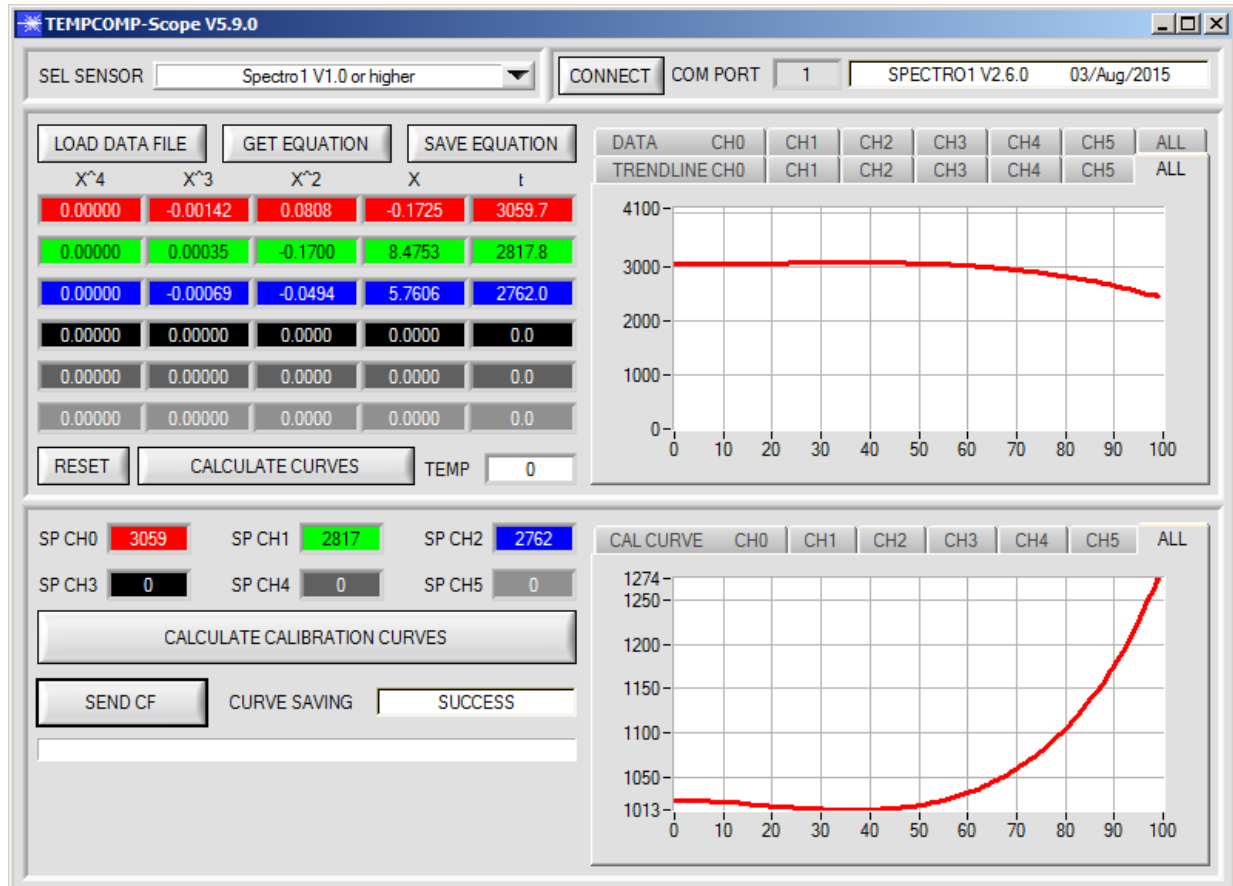 TEMPCOMP-Scope V5.9.0
SEL SENSOR Spectro1 V1.0 or higher
CONNECT COM PORT 1 SPECTRO1 V2.6.0 03/Aug/2015
LOAD DATA FILE GET EQUATION SAVE EQUATION
X^4 X^3 X^2 X t
0.00000 -0.00142 0.0808 -0.1725 3059.7
0.00000 0.00035 -0.1700 8.4753 2817.8
0.00000 -0.00069 -0.0494 5.7606 2762.0
0.00000 0.00000 0.0000 0.0000 0.0
0.00000 0.00000 0.0000 0.0000 0.0
0.00000 0.00000 0.0000 0.0000 0.0
RESET CALCULATE CURVES TEMP 0
DATA CH0 CH1 CH2 CH3 CH4 CH5 ALL
TRENDLINE CH0 CH1 CH2 CH3 CH4 CH5 ALL
4100
3000
2000
1000
0
0 10 20 30 40 50 60 70 80 90 100
SP CH0 3059 SP CH1 2817 SP CH2 2762
SP CH3 0 SP CH4 0 SP CH5 0
CALCULATE CALIBRATION CURVES
SEND CF CURVE SAVING SUCCESS
CAL CURVE CH0 CH1 CH2 CH3 CH4 CH5 ALL
1274
1250
1200
1150
1100
1050
1013
0 10 20 30 40 50 60 70 80 90 100